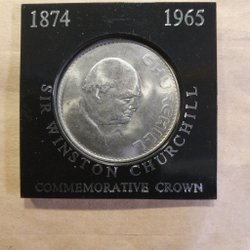 1874 1965
CHURCHILL
SIR WINSTON CHURCHILL
COMMEMORATIVE CROWN